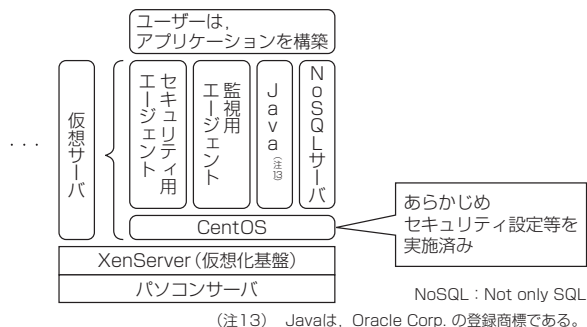 ユーザーは,
アプリケーションを構築
...
仮想サーバ
セキュリティ用
エージェント
監視用
エージェント
Java(注13)
NoSQLサーバ
CentOS
XenServer(仮想化基盤)
パソコンサーバ
あらかじめ
セキュリティ設定等を
実施済み
NoSQL:Not only SQL
(注13) Javaは,Oracle Corp. の登録商標である。